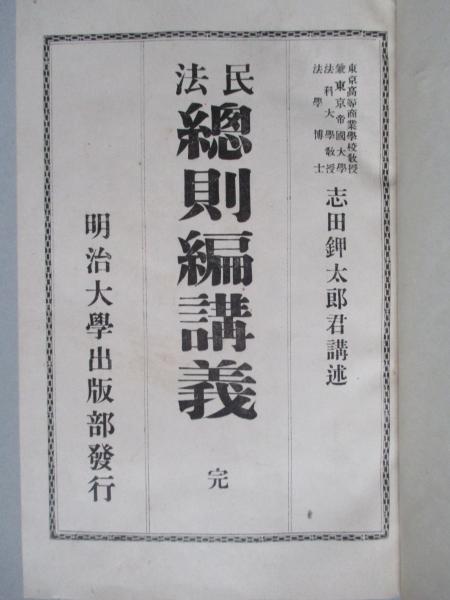 東京高等商業學校敎授
兼東京帝國大學
法科大學敎授
法學博士
志田鉀太郎君講述
民法
總則編講義
完
明治大學出版部發行